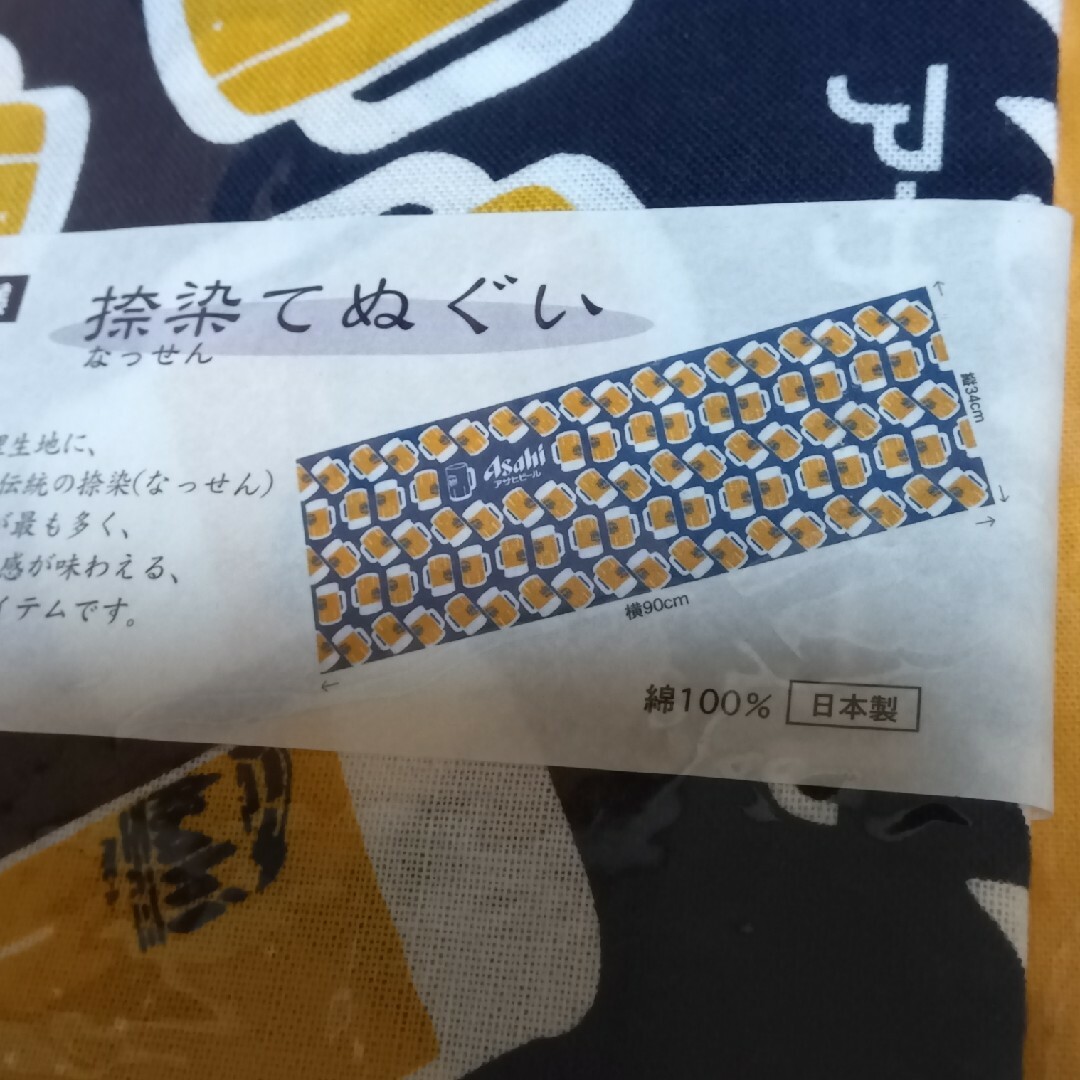 捺染てぬぐい
なっせん
生地に、
伝統の捺染(なっせん)
が最も多く、
感が味わえる、
イテムです。
Asahi
アサヒビール
縦34cm
横90cm
綿100% 日本製
ア